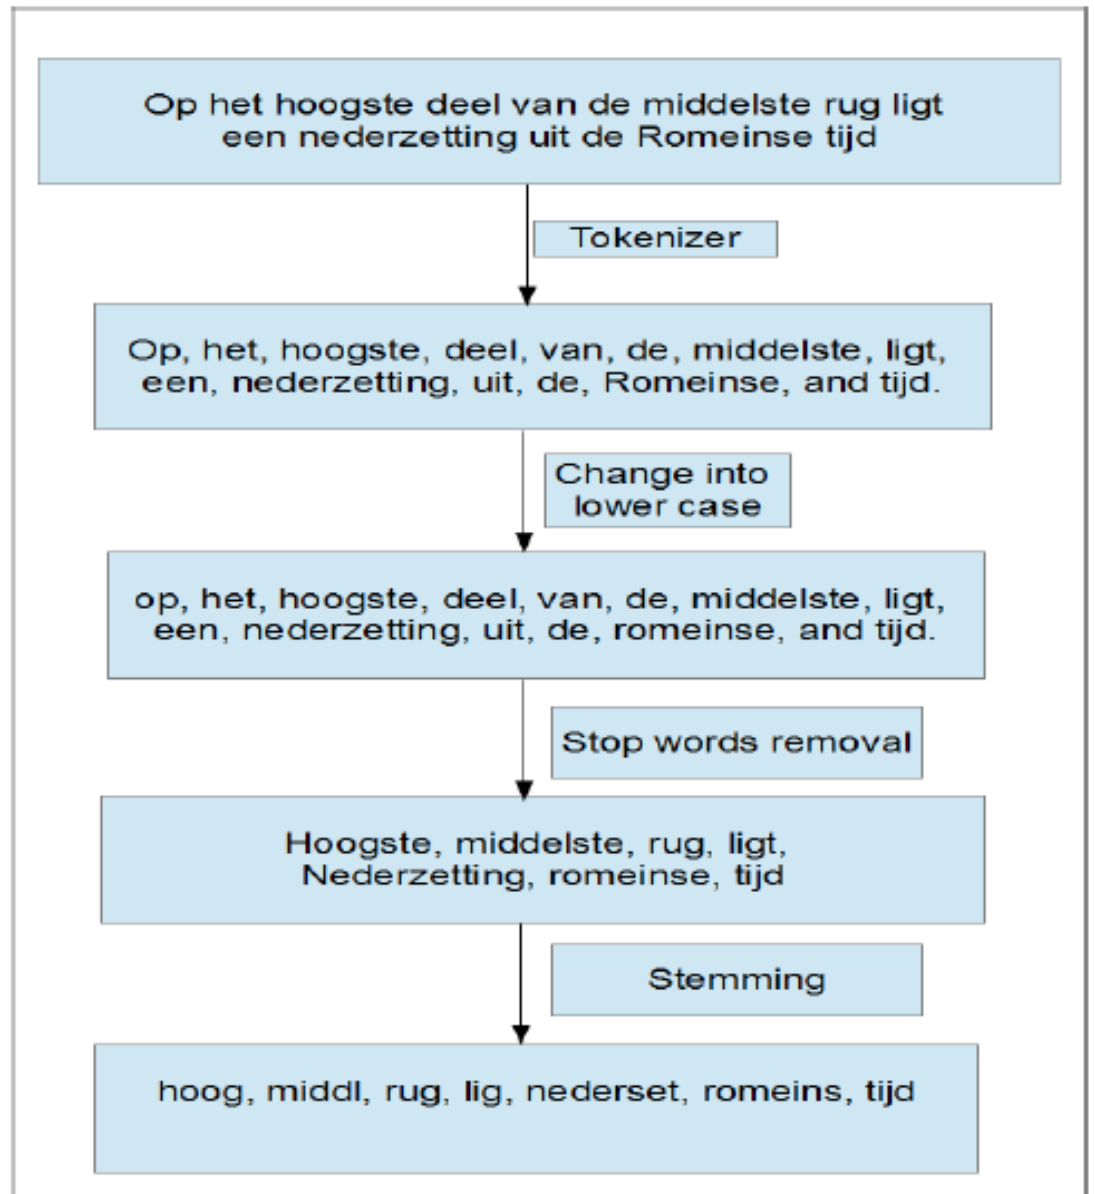 Op het hoogste deel van de middelste rug ligt
een nederzetting uit de Romeinse tijd
Tokenizer
Op, het, hoogste, deel, van, de, middelste, ligt,
een, nederzetting, uit, de, Romeinse, and tijd.
Change into
lower case
op, het, hoogste, deel, van, de, middelste, ligt,
een, nederzetting, uit, de, romeinse, and tijd.
Stop words removal
Hoogste, middelste, rug, ligt,
Nederzetting, romeinse, tijd
Stemming
hoog, middl, rug, lig, nederset, romeins, tijd